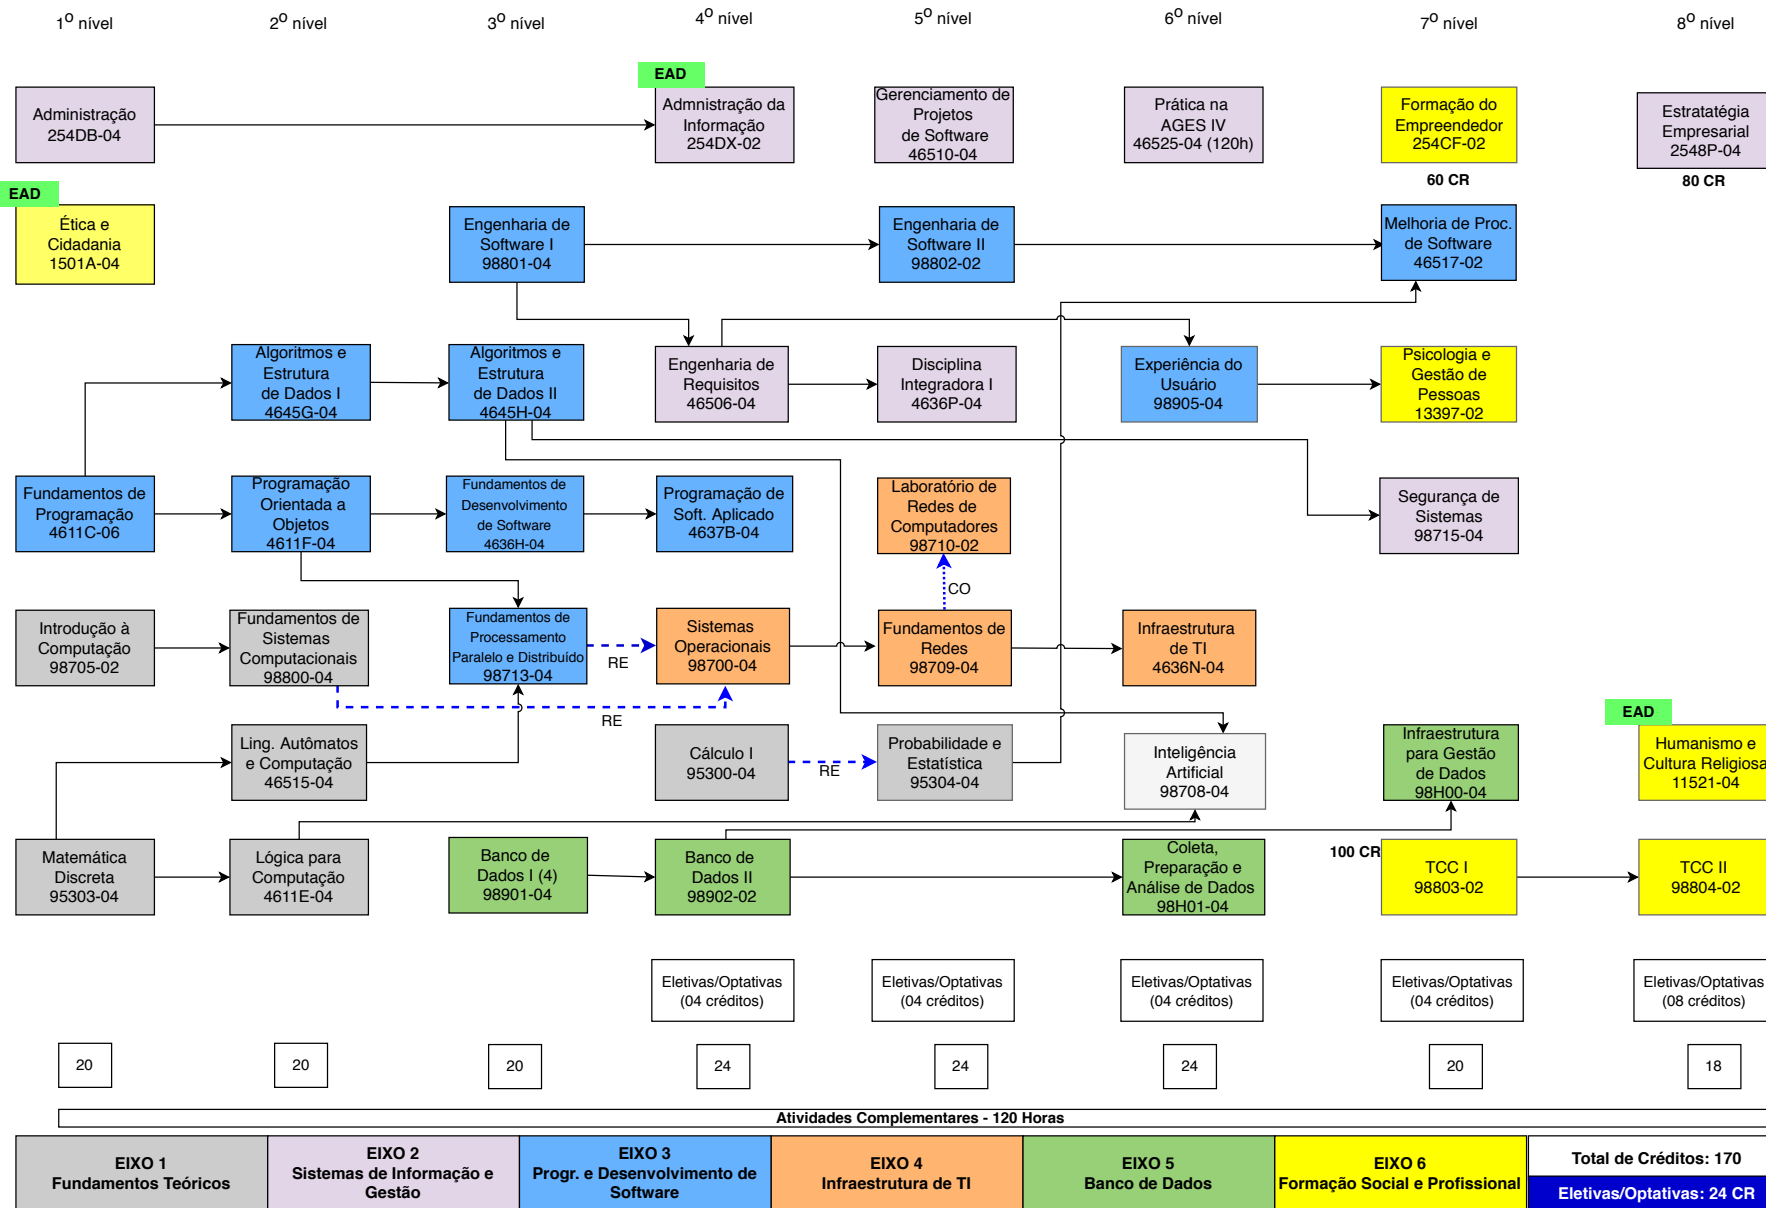 1º nível
2º nível
3º nível
4º nível
5º nível
6º nível
7º nível
8º nível
EAD
Administração
254DB-04
Admnistração da
Informação
254DX-02
Gerenciamento de
Projetos
de Software
46510-04
Prática na
AGES IV
46525-04 (120h)
Formação do
Empreendedor
254CF-02
60 CR
Estratatégia
Empresarial
2548P-04
80 CR
EAD
Ética e
Cidadania
1501A-04
Engenharia de
Software I
98801-04
Engenharia de
Software II
98802-02
Melhoria de Proc.
de Software
46517-02
Algoritmos e
Estrutura
de Dados I
4645G-04
Algoritmos e
Estrutura
de Dados II
4645H-04
Engenharia de
Requisitos
46506-04
Disciplina
Integradora I
4636P-04
Experiência do
Usuário
98905-04
Psicologia e
Gestão de
Pessoas
13397-02
Fundamentos de
Programação
4611C-06
Programação
Orientada a
Objetos
4611F-04
Fundamentos de
Desenvolvimento
de Software
4636H-04
Programação de
Soft. Aplicado
4637B-04
Laboratório de
Redes de
Computadores
98710-02
Segurança de
Sistemas
98715-04
CO
Introdução à
Computação
98705-02
Fundamentos de
Sistemas
Computacionais
98800-04
Fundamentos de
Processamento
Paralelo e Distribuído
98713-04
RE
Sistemas
Operacionais
98700-04
Fundamentos de
Redes
98709-04
Infraestrutura
de TI
4636N-04
RE
EAD
Ling. Autômatos
e Computação
46515-04
Cálculo I
95300-04
RE
Probabilidade e
Estatística
95304-04
Inteligência
Artificial
98708-04
Infraestrutura
para Gestão
de Dados
98H00-04
Humanismo e
Cultura Religiosa
11521-04
Matemática
Discreta
95303-04
Lógica para
Computação
4611E-04
Banco de
Dados I (4)
98901-04
Banco de
Dados II
98902-02
Coleta,
Preparação e
Análise de Dados
98H01-04
100 CR
TCC I
98803-02
TCC II
98804-02
Eletivas/Optativas
(04 créditos)
Eletivas/Optativas
(04 créditos)
Eletivas/Optativas
(04 créditos)
Eletivas/Optativas
(04 créditos)
Eletivas/Optativas
(08 créditos)
20
20
20
24
24
24
20
18
Atividades Complementares - 120 Horas
EIXO 1
Fundamentos Teóricos
EIXO 2
Sistemas de Informação e
Gestão
EIXO 3
Progr. e Desenvolvimento de
Software
EIXO 4
Infraestrutura de TI
EIXO 5
Banco de Dados
EIXO 6
Formação Social e Profissional
Total de Créditos: 170
Eletivas/Optativas: 24 CR